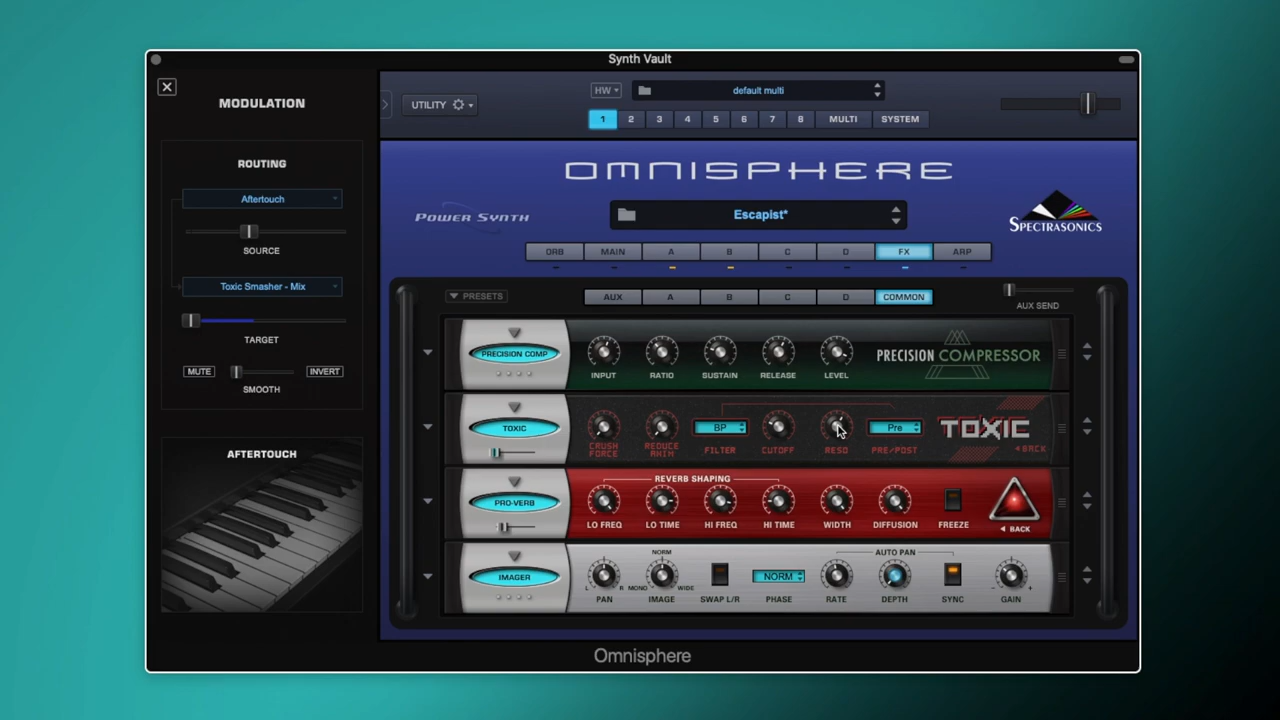 Synth Vault
MODULATION
ROUTING
Aftertouch
SOURCE
Toxic Smasher - Mix
TARGET
MUTE
INVERT
SMOOTH
AFTERTOUCH
UTILITY
HW
default multi
1 2 3 4 5 6 7 8 MULTI SYSTEM
OMNISPHERE
POWER SYNTH
Escapist*
SPECTRASONICS
ORB MAIN A B C D FX ARP
PRESETS
AUX A B C D COMMON
AUX SEND
PRECISION COMP
INPUT RATIO SUSTAIN RELEASE LEVEL
PRECISION COMPRESSOR
TOXIC
BP
Pre
TOXIC
CRUSH FORCE
REDUCE
FILTER CUTOFF RESO PRE/POST
BACK
PRO-VERB
REVERB SHAPING
LO FREQ LO TIME HI FREQ HI TIME WIDTH DIFFUSION FREEZE
BACK
IMAGER
NORM
AUTO PAN
L R MONO WIDE
NORM
- +
PAN IMAGE SWAP L/R PHASE RATE DEPTH SYNC GAIN
Omnisphere